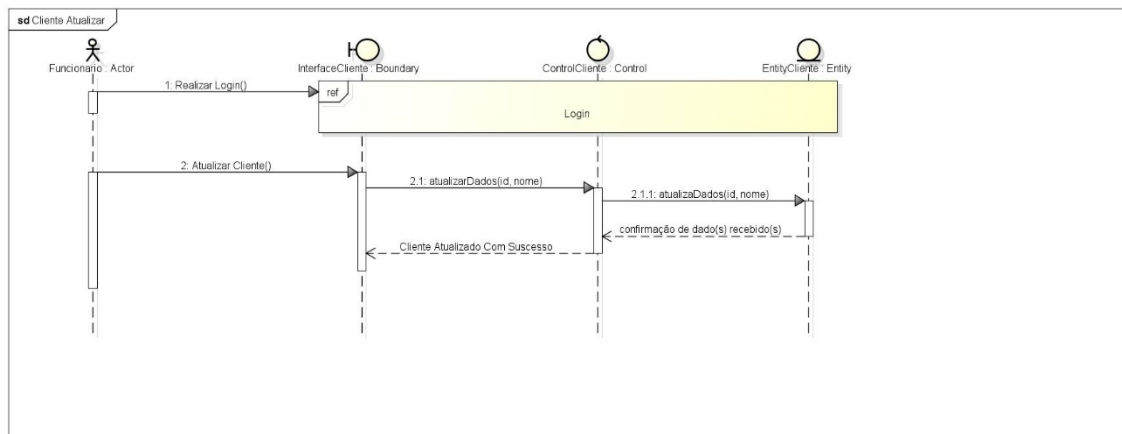 sd Cliente Atualizar
Funcionario : Actor
InterfaceCliente : Boundary
ControlCliente : Control
EntityCliente : Entity
1: Realizar Login()
ref
Login
2: Atualizar Cliente()
2.1: atualizarDados(id, nome)
2.1.1: atualizaDados(id, nome)
confirmação de dado(s) recebido(s)
Cliente Atualizado Com Suscesso